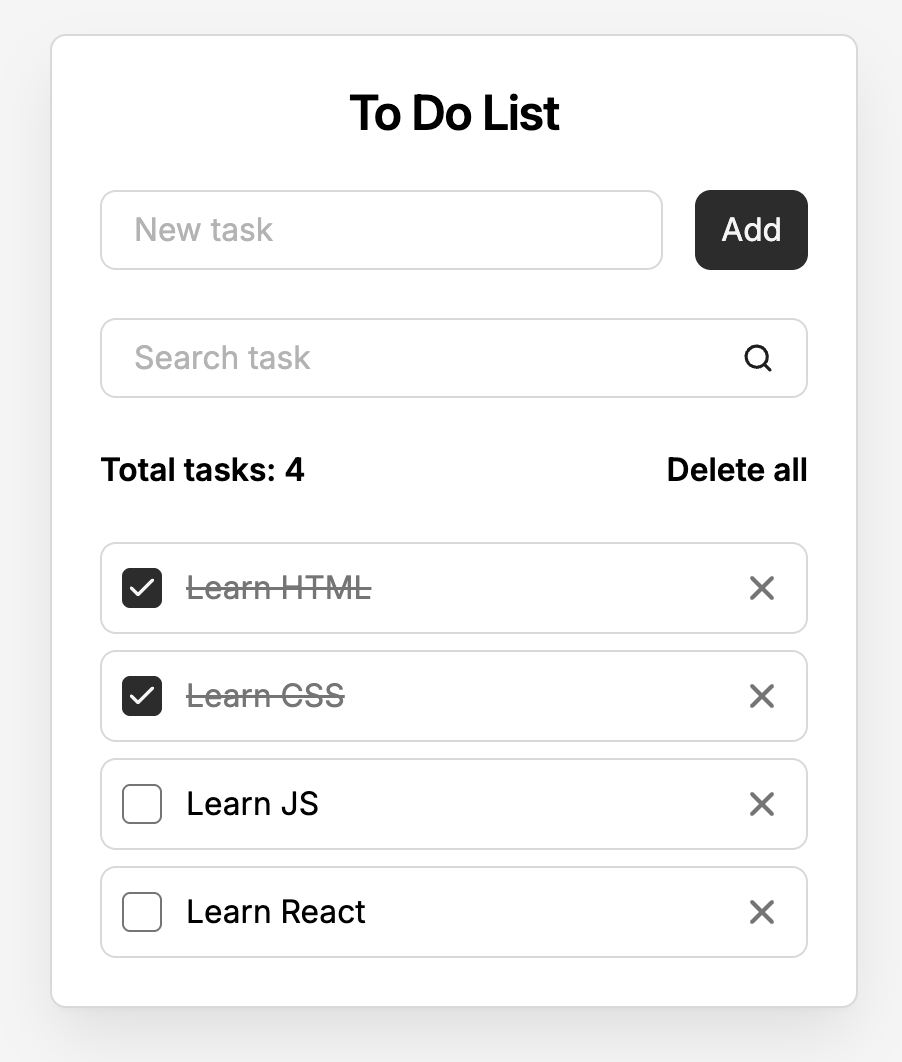 To Do List
New task
Add
Search task
Total tasks: 4
Delete all
Learn HTML
Learn CSS
Learn JS
Learn React